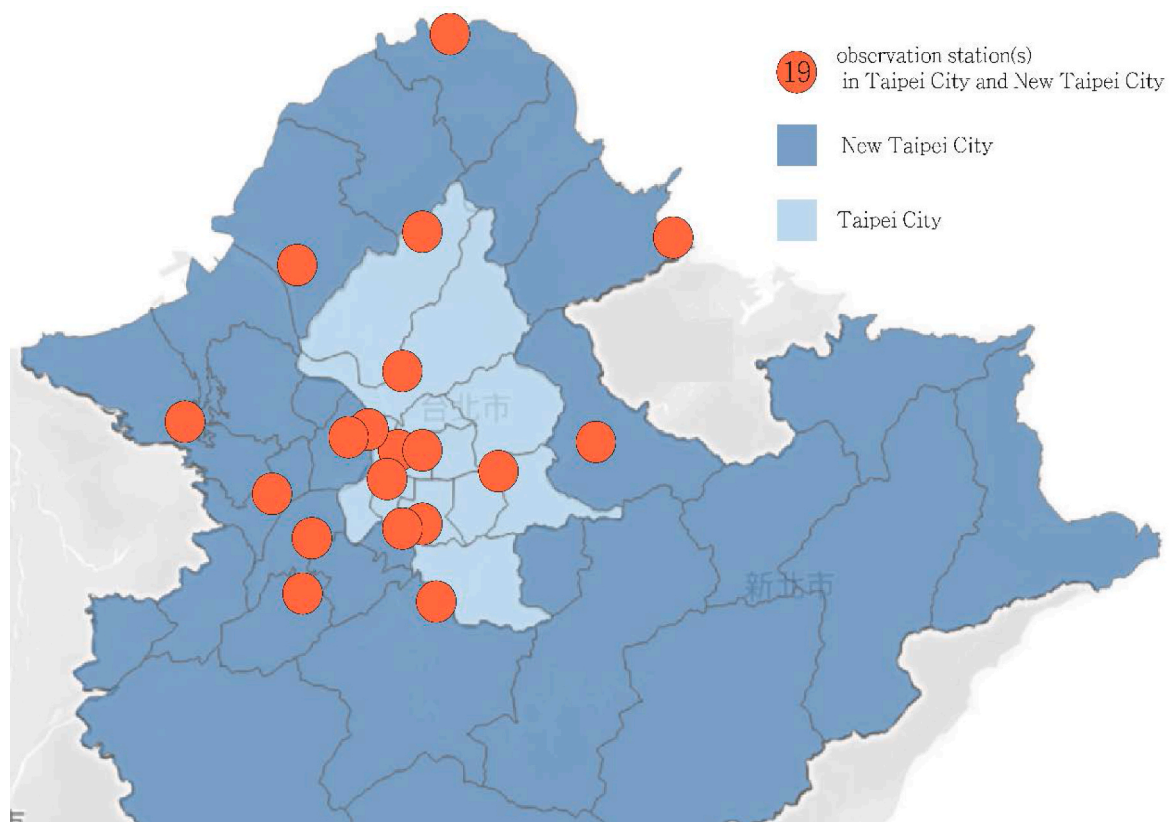 19
observation station(s)
in Taipei City and New Taipei City
New Taipei City
Taipei City
台北市
新北市
市